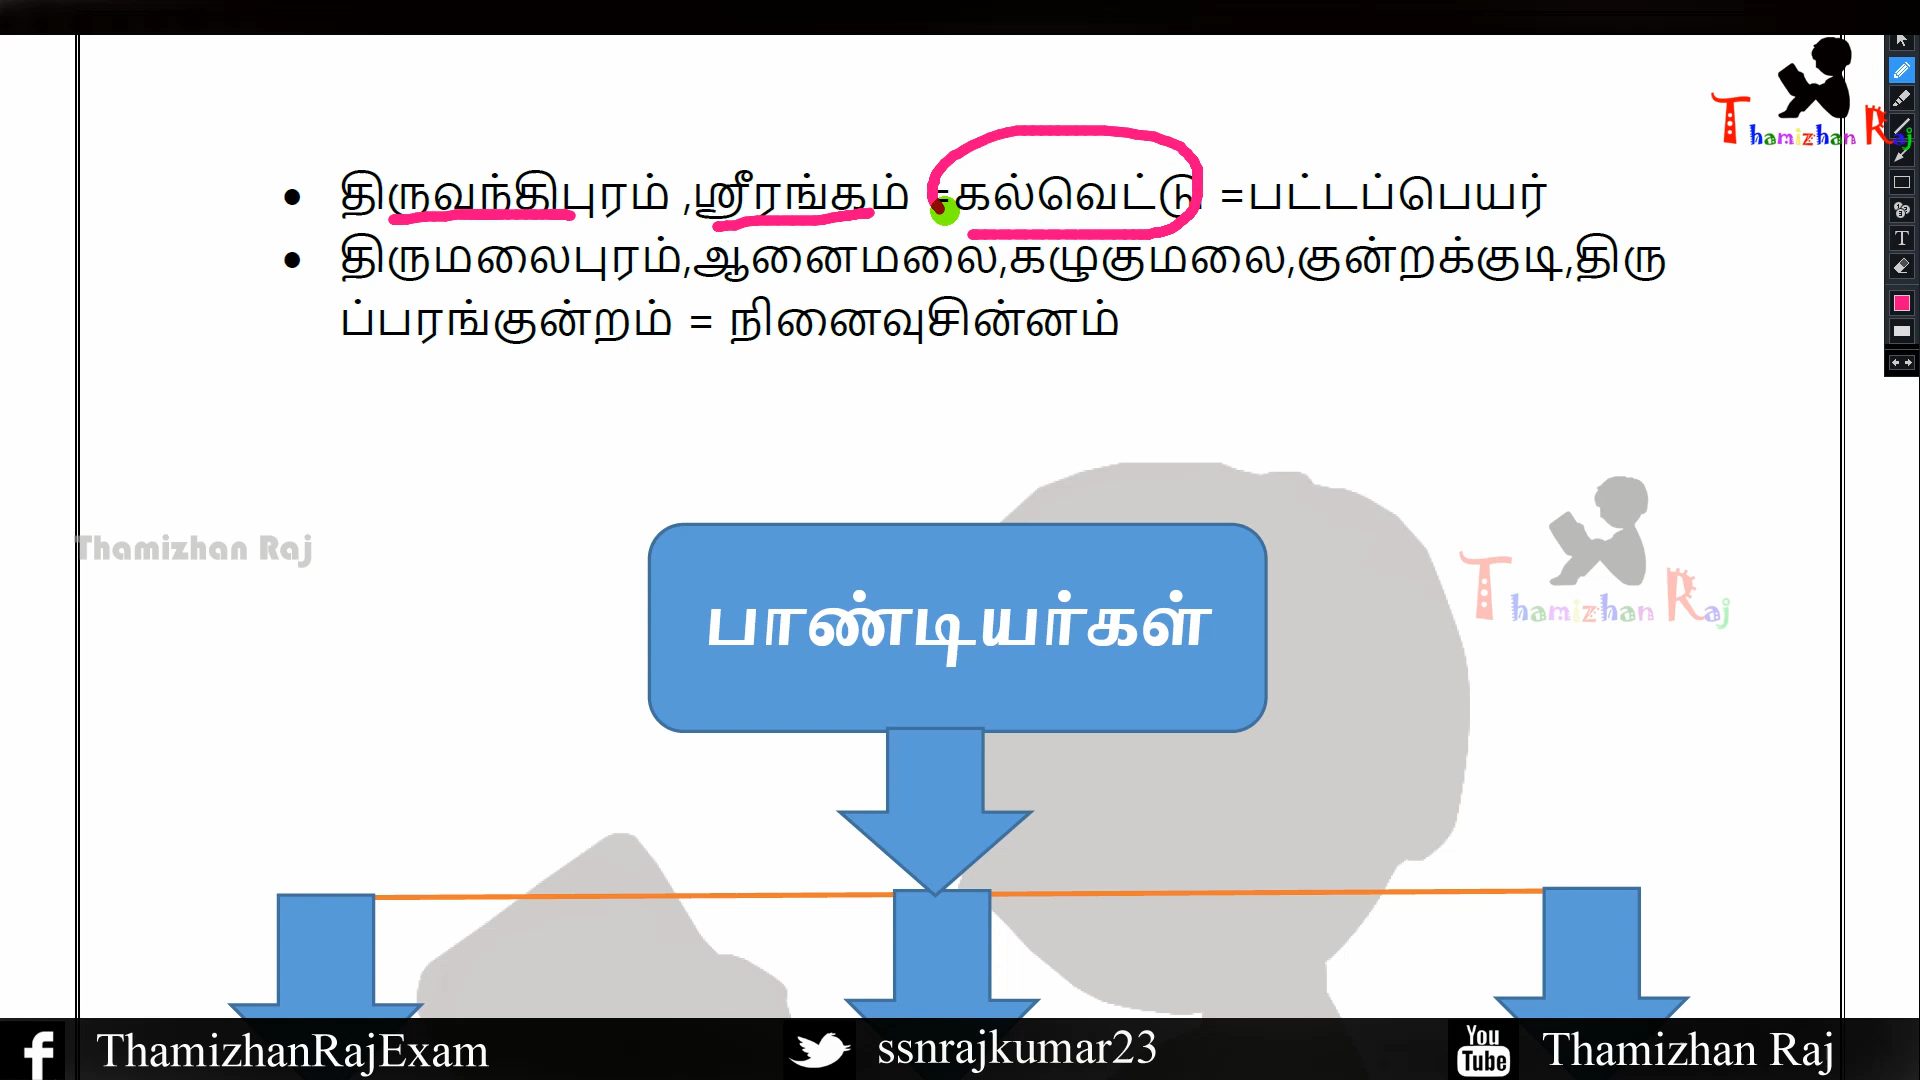 Thamizhan Raj
• திருவந்திபுரம் ,ஸ்ரீரங்கம் =கல்வெட்டு =பட்டப்பெயர்
• திருமலைபுரம்,ஆனைமலை,கழுகுமலை,குன்றக்குடி,திரு
ப்பரங்குன்றம் = நினைவுசின்னம்
Thamizhan Raj
பாண்டியர்கள்
Thamizhan Raj
ThamizhanRajExam
ssnrajkumar23
You Tube
Thamizhan Raj